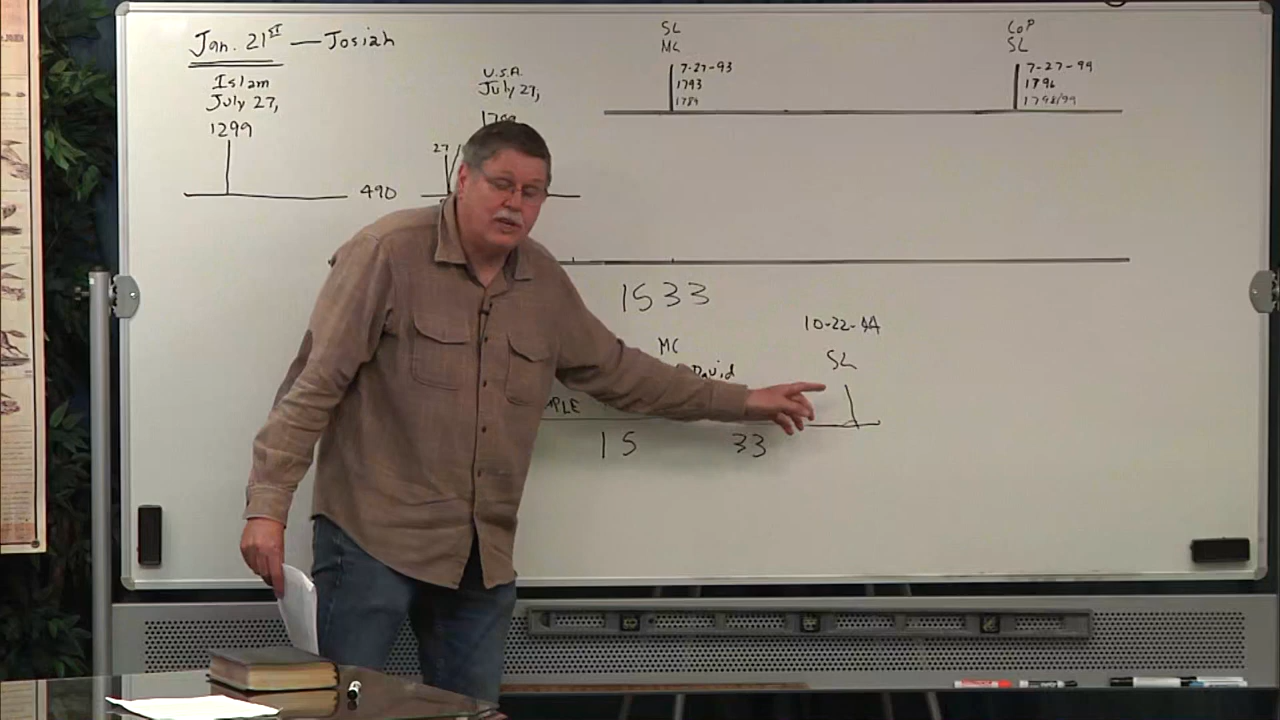 Jan. 21ST — Josiah
Islam
July 27,
1299
490
U.S.A.
July 27,
27
SL
MC
7-27-93
1793
1789
CoP
SL
7-27-99
1796
1798/99
1533
10-22-44
MC
SL
David
15
33